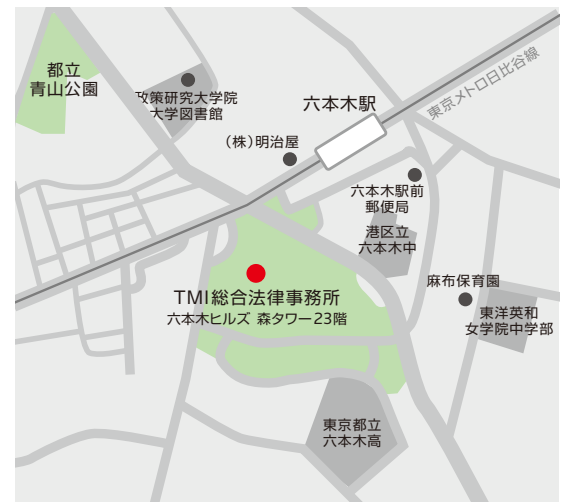 都立
青山公園
政策研究大学院
大学図書館
六本木駅
東京メトロ日比谷線
(株)明治屋
六本木駅前
郵便局
港区立
六本木中
麻布保育園
TMI総合法律事務所
六本木ヒルズ 森タワー23階
東洋英和
女学院中学部
東京都立
六本木高